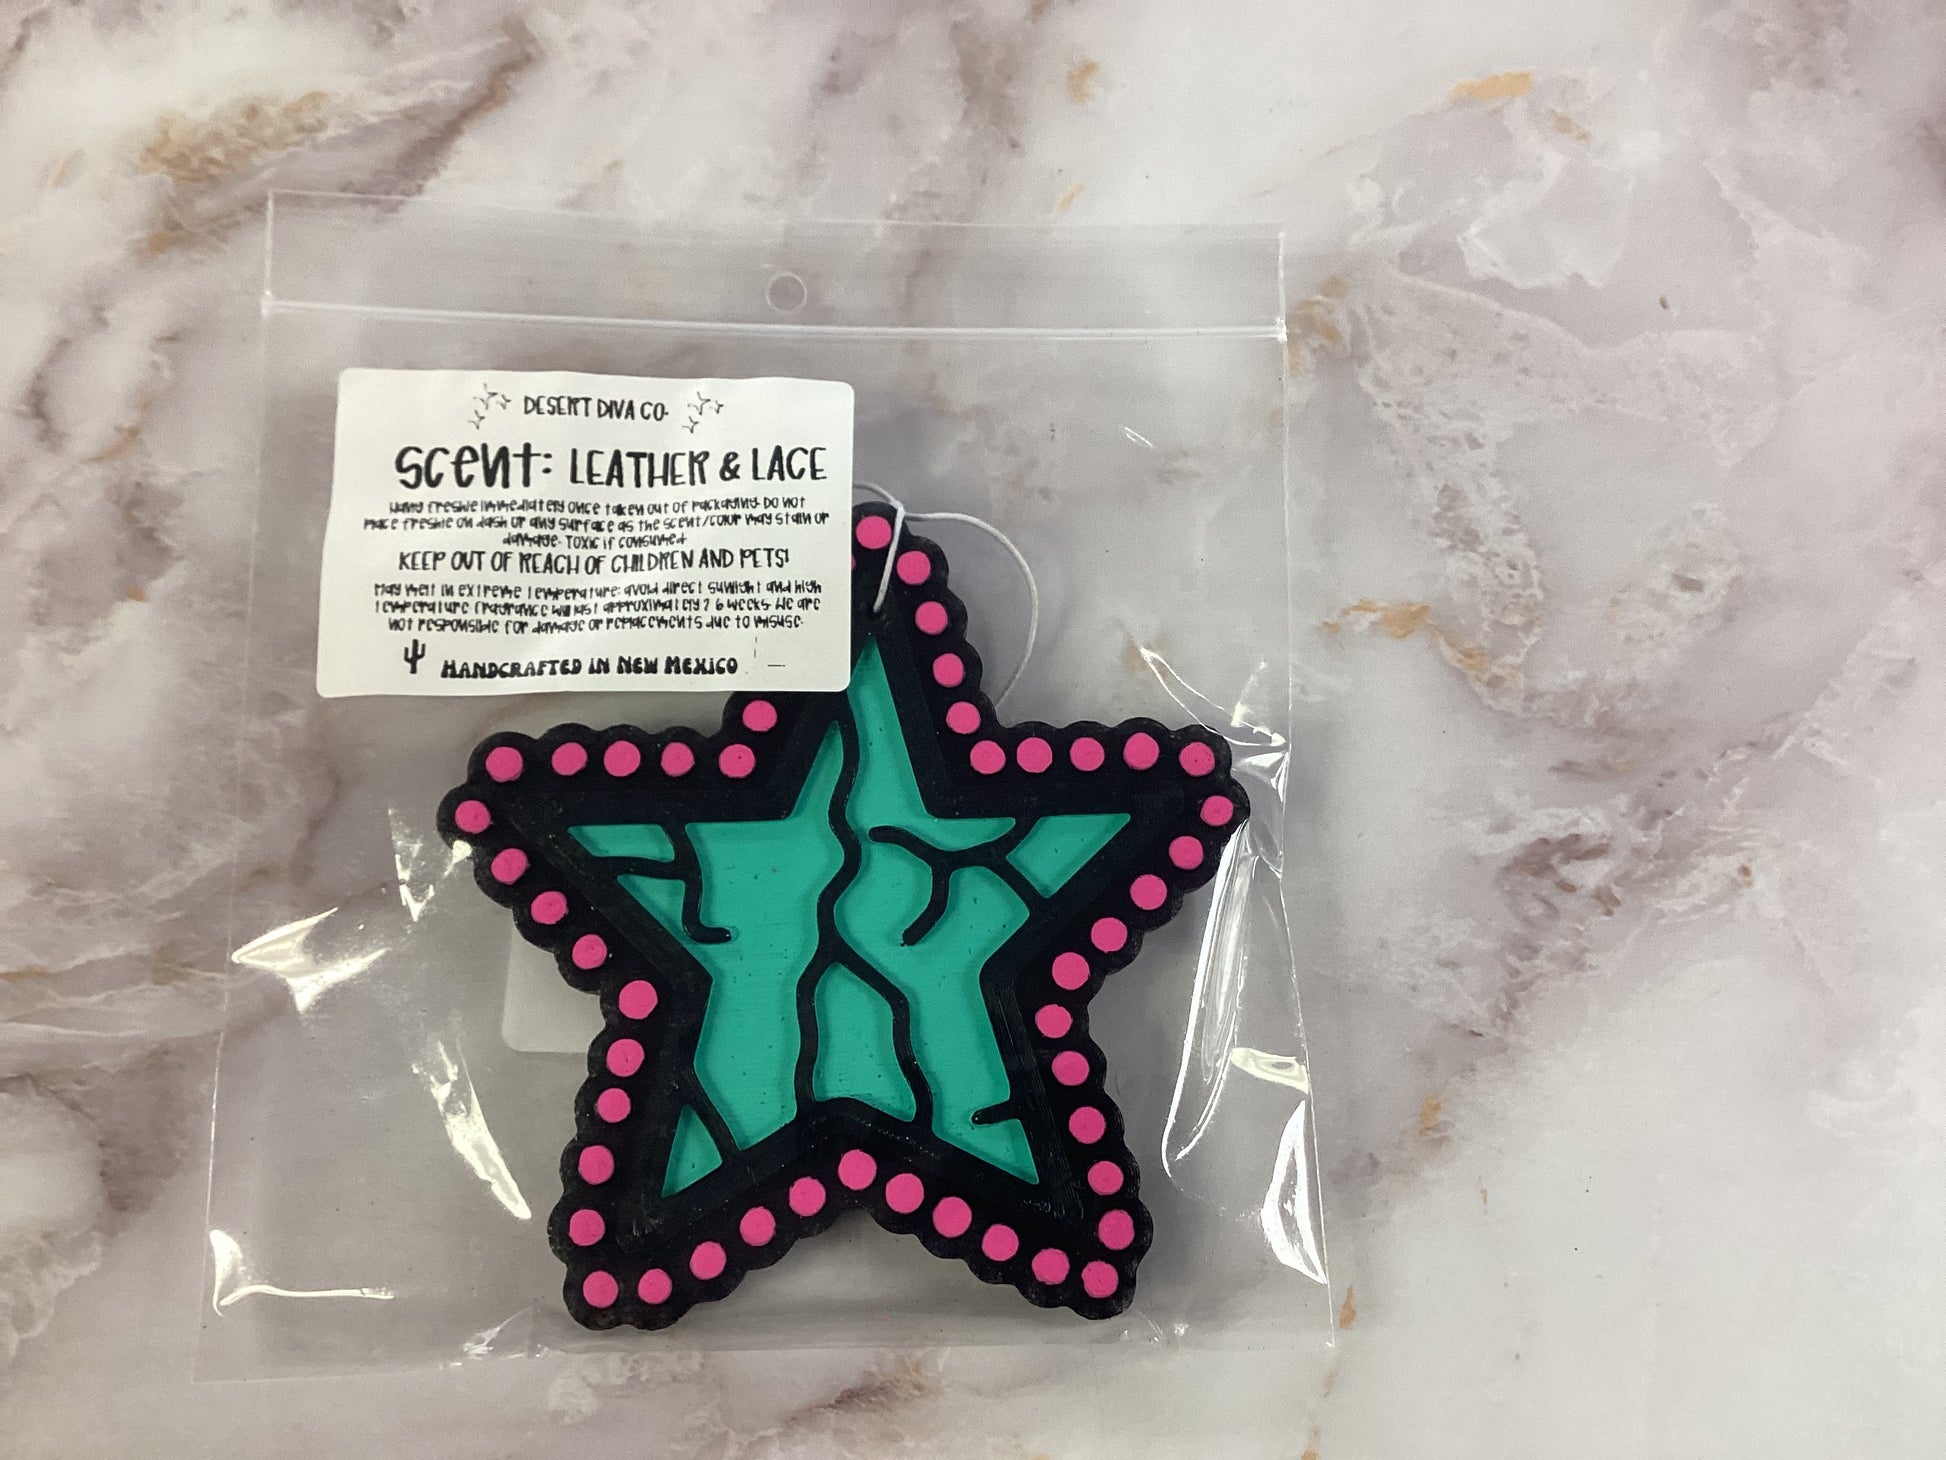 DESERT DIVA CO.
scent: LEATHER & LACE
Hang freshie immediately once taken out of packaging. Do not
place freshie on dash or any surface as the scent/color may stain or
damage. Toxic if consumed
KEEP OUT OF REACH OF CHILDREN AND PETS!
May melt in extreme temperature: avoid direct sunlight and high
temperature. Fragrance will last approximately 2-6 weeks. We are
not responsible for damage or replacements due to misuse.
HANDCRAFTED IN NEW MEXICO